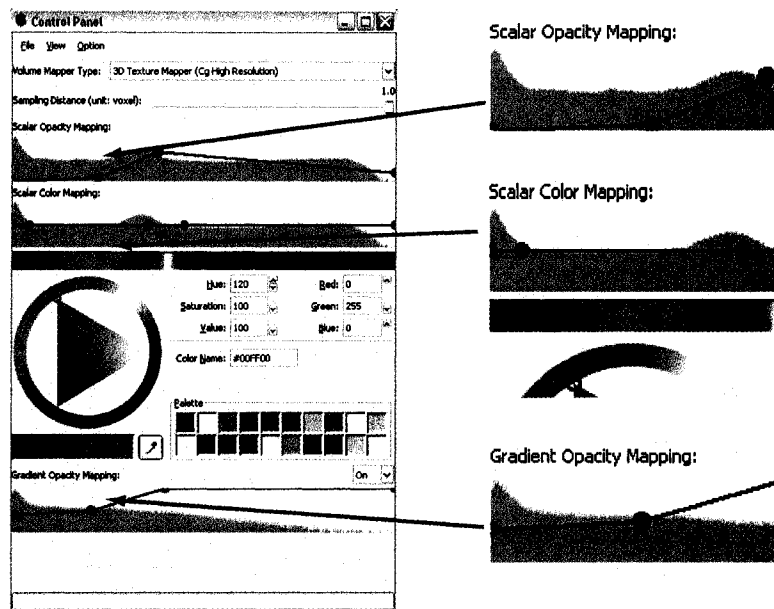 Control Panel
File View Option
Volume Mapper Type: 3D Texture Mapper (Cg High Resolution)
1.0
Sampling Distance (unit: voxel):
Scalar Opacity Mapping:
Scalar Color Mapping:
Hue: 120 Red: 0
Saturation: 100 Green: 255
Value: 100 Blue: 0
Color Name: #00FF00
Palette
Gradient Opacity Mapping: On
Scalar Opacity Mapping:
Scalar Color Mapping:
Gradient Opacity Mapping: